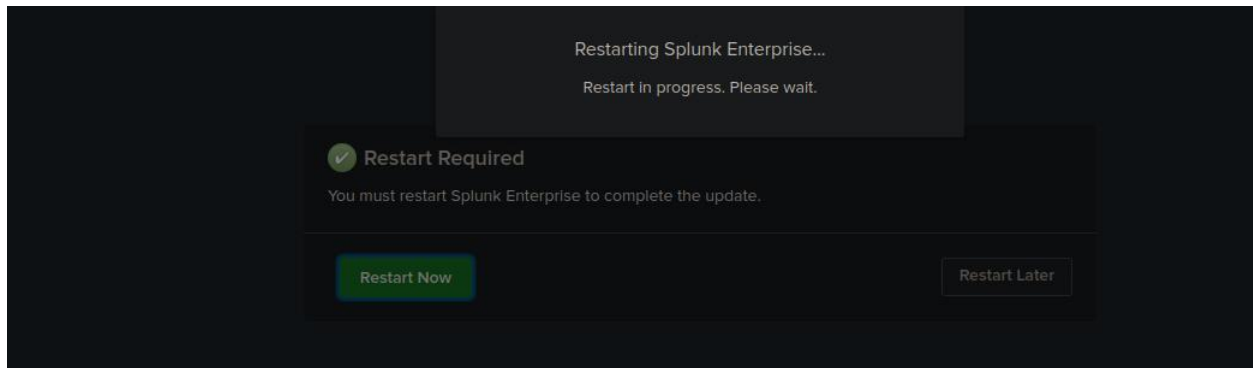 Restarting Splunk Enterprise...
Restart in progress. Please wait.
Restart Required
You must restart Splunk Enterprise to complete the update.
Restart Now
Restart Later